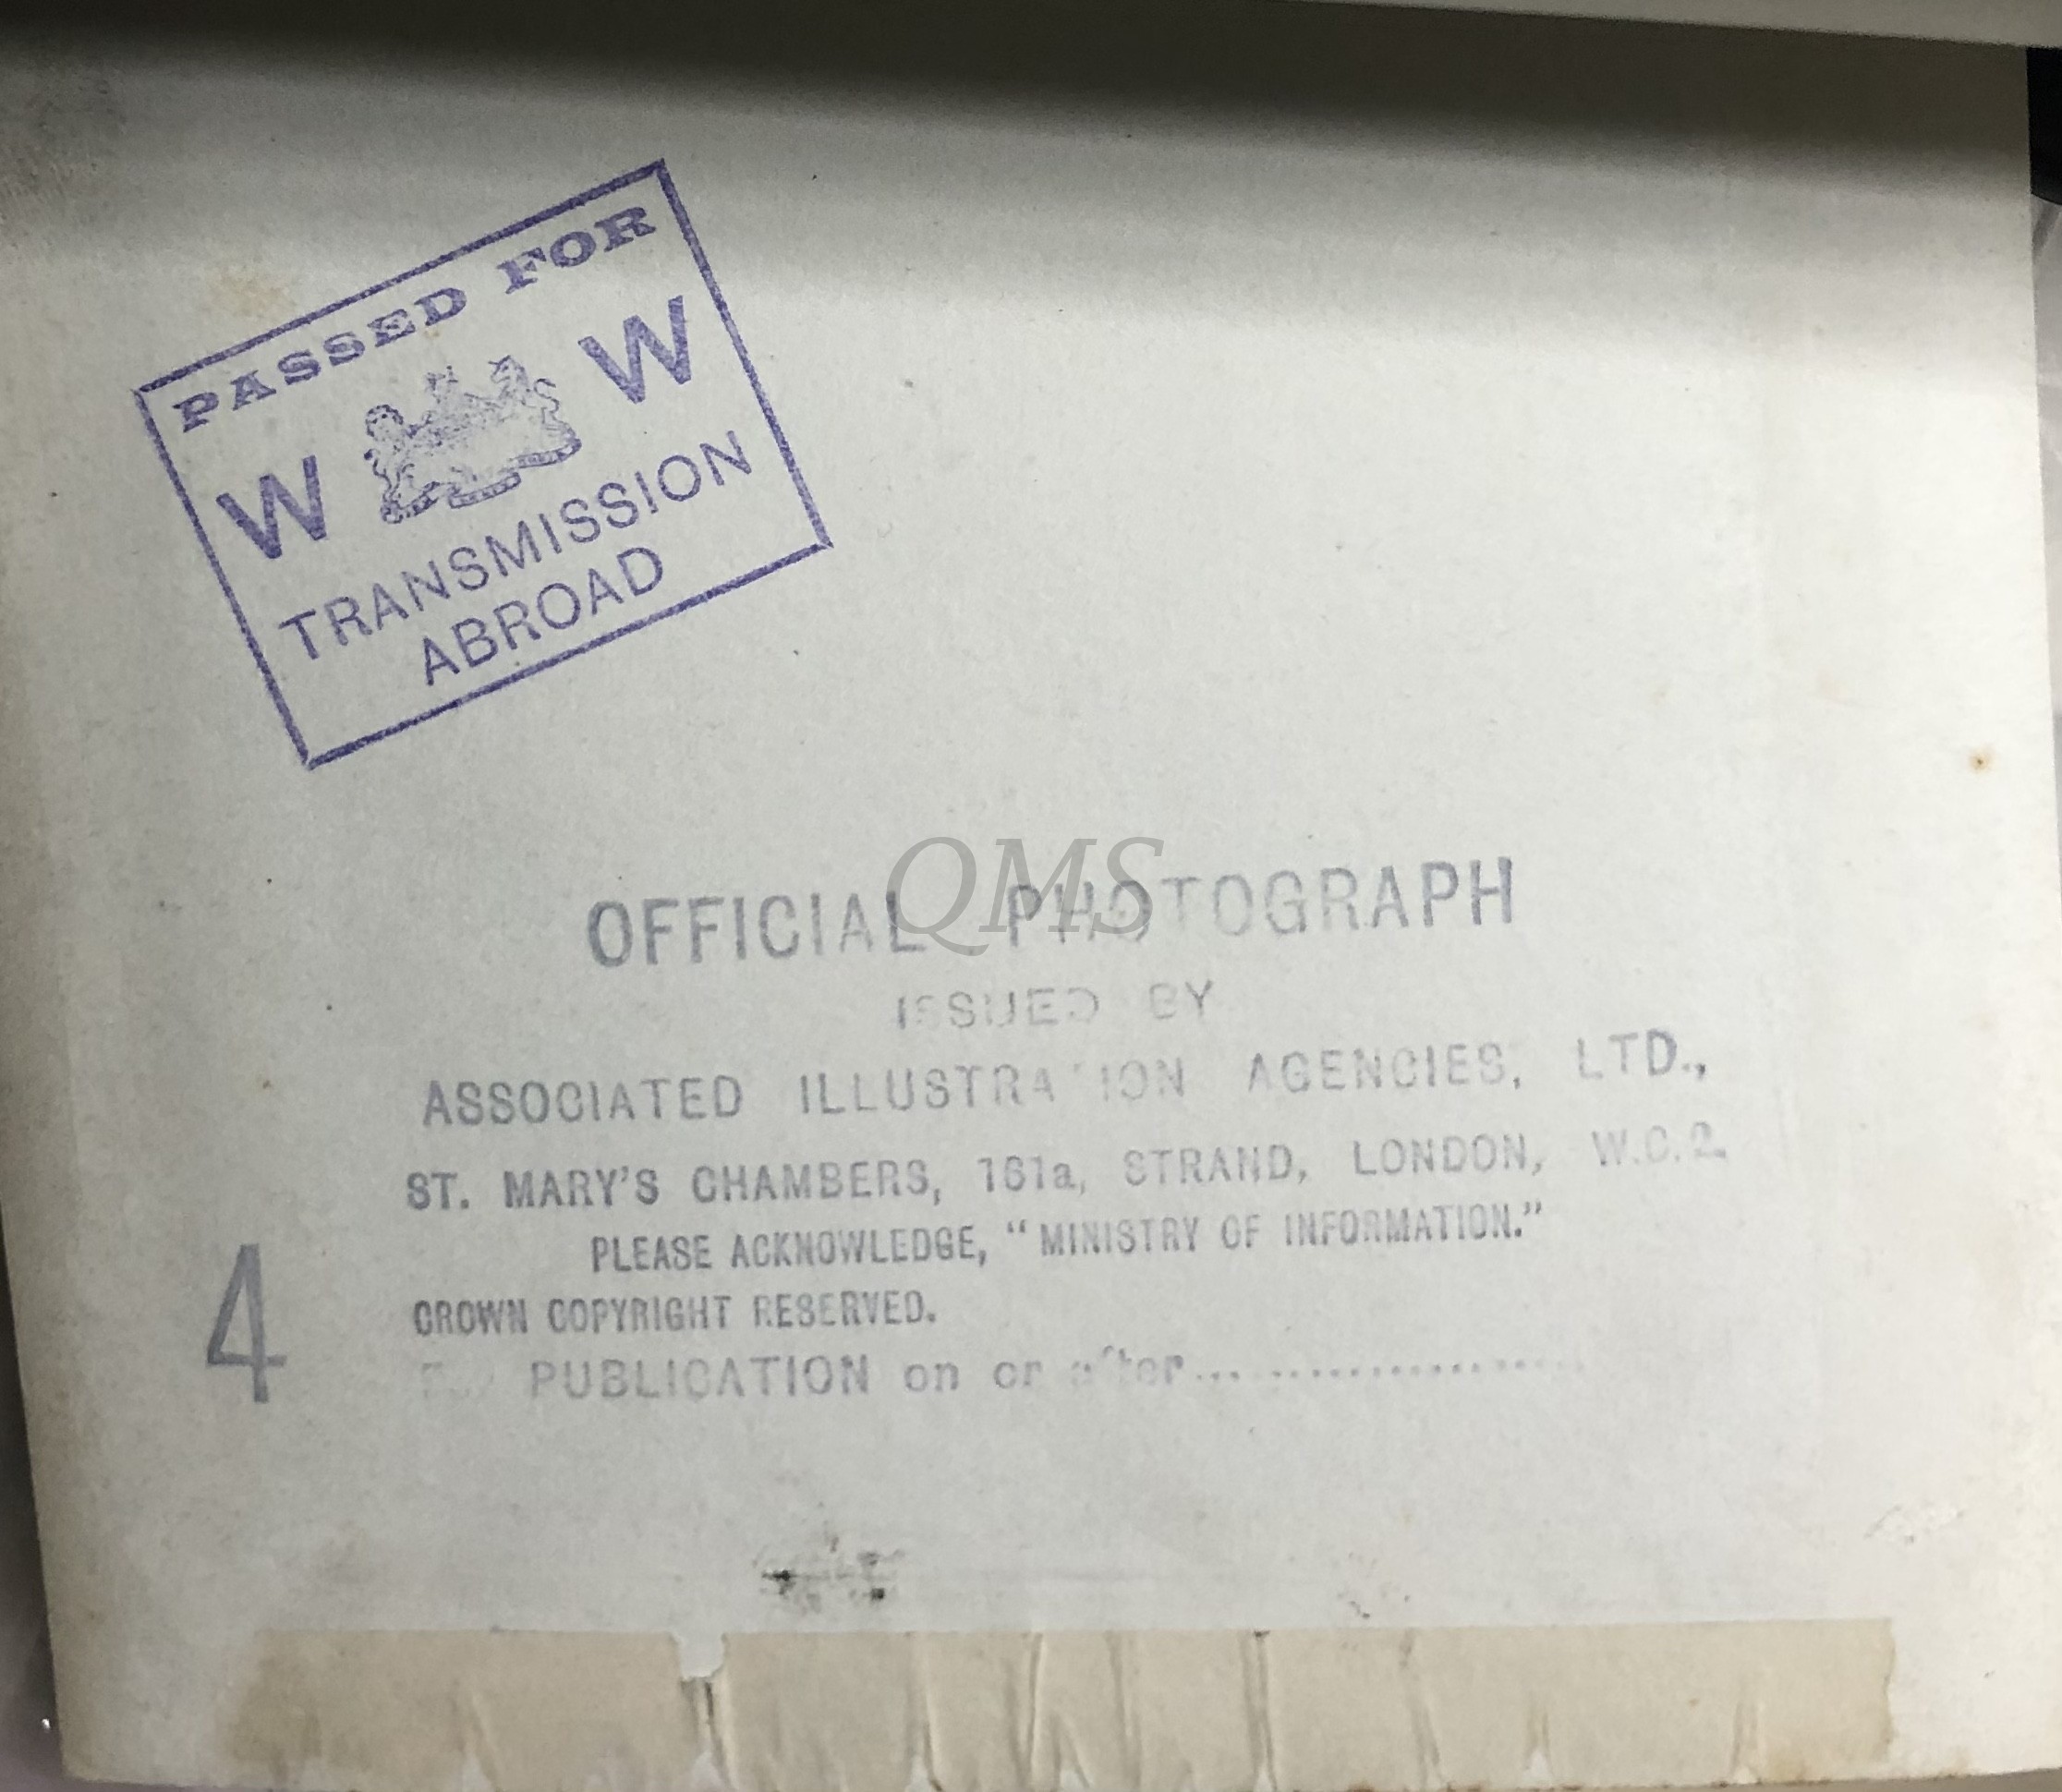 PASSED FOR
W W
TRANSMISSION
ABROAD
QMS
OFFICIAL PHOTOGRAPH
ISSUED BY
ASSOCIATED ILLUSTRATION AGENCIES, LTD.,
ST. MARY'S CHAMBERS, 161a, STRAND, LONDON, W.C.2.
PLEASE ACKNOWLEDGE, "MINISTRY OF INFORMATION."
4
CROWN COPYRIGHT RESERVED.
PUBLICATION on or after....................